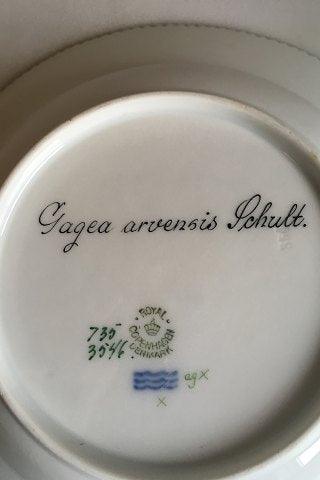 Gagea arvensis Schult.
ROYAL
COPENHAGEN
DENMARK
735
3546.
agx
x